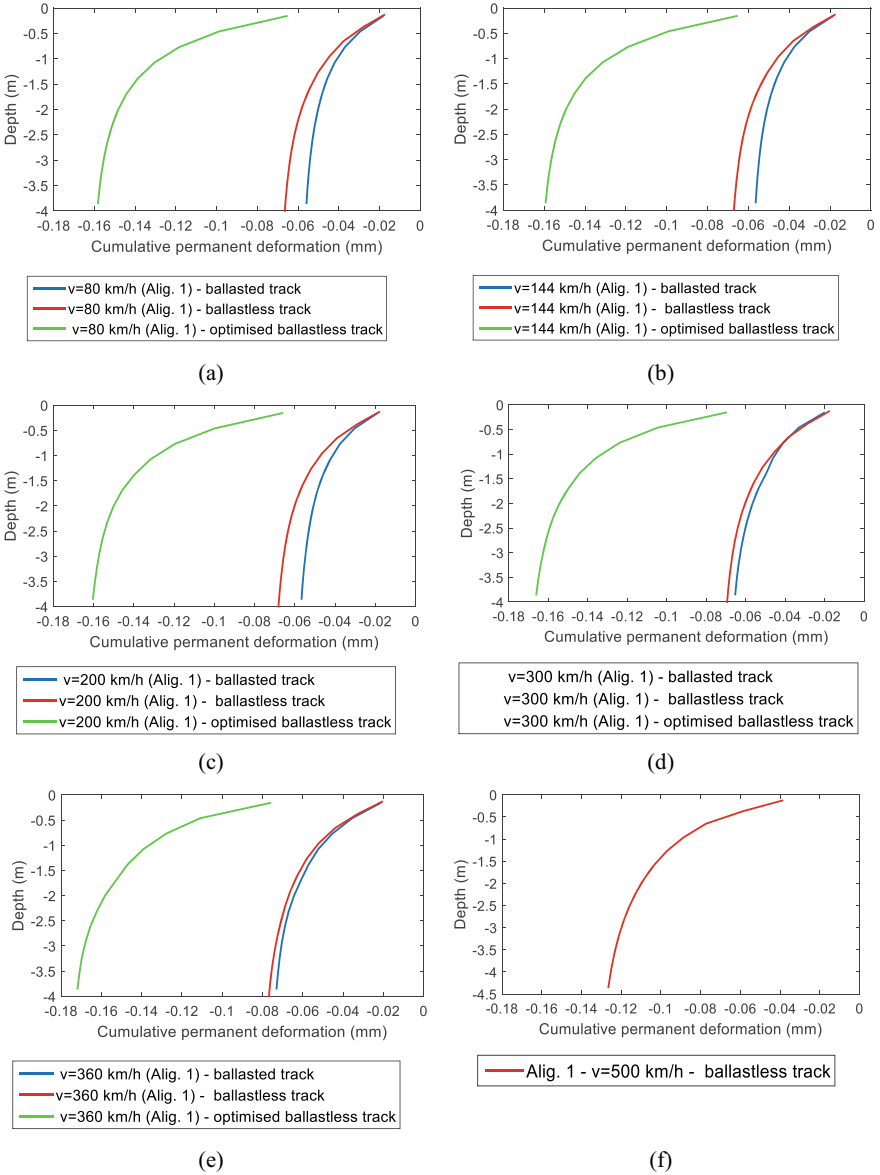 0
-0.5
-1
-1.5
-2
-2.5
-3
-3.5
-4
Depth (m)
-0.18 -0.16 -0.14 -0.12 -0.1 -0.08 -0.06 -0.04 -0.02 0
Cumulative permanent deformation (mm)
v=80 km/h (Alig. 1) - ballasted track
v=80 km/h (Alig. 1) - ballastless track
v=80 km/h (Alig. 1) - optimised ballastless track
(a)
0
-0.5
-1
-1.5
-2
-2.5
-3
-3.5
-4
Depth (m)
-0.18 -0.16 -0.14 -0.12 -0.1 -0.08 -0.06 -0.04 -0.02 0
Cumulative permanent deformation (mm)
v=144 km/h (Alig. 1) - ballasted track
v=144 km/h (Alig. 1) - ballastless track
v=144 km/h (Alig. 1) - optimised ballastless track
(b)
0
-0.5
-1
-1.5
-2
-2.5
-3
-3.5
-4
Depth (m)
-0.18 -0.16 -0.14 -0.12 -0.1 -0.08 -0.06 -0.04 -0.02 0
Cumulative permanent deformation (mm)
v=200 km/h (Alig. 1) - ballasted track
v=200 km/h (Alig. 1) - ballastless track
v=200 km/h (Alig. 1) - optimised ballastless track
(c)
0
-0.5
-1
-1.5
-2
-2.5
-3
-3.5
-4
Depth (m)
-0.18 -0.16 -0.14 -0.12 -0.1 -0.08 -0.06 -0.04 -0.02 0
Cumulative permanent deformation (mm)
v=300 km/h (Alig. 1) - ballasted track
v=300 km/h (Alig. 1) - ballastless track
v=300 km/h (Alig. 1) - optimised ballastless track
(d)
0
-0.5
-1
-1.5
-2
-2.5
-3
-3.5
-4
Depth (m)
-0.18 -0.16 -0.14 -0.12 -0.1 -0.08 -0.06 -0.04 -0.02 0
Cumulative permanent deformation (mm)
v=360 km/h (Alig. 1) - ballasted track
v=360 km/h (Alig. 1) - ballastless track
v=360 km/h (Alig. 1) - optimised ballastless track
(e)
0
-0.5
-1
-1.5
-2
-2.5
-3
-3.5
-4
-4.5
Depth (m)
-0.18 -0.16 -0.14 -0.12 -0.1 -0.08 -0.06 -0.04 -0.02 0
Cumulative permanent deformation (mm)
Alig. 1 - v=500 km/h - ballastless track
(f)